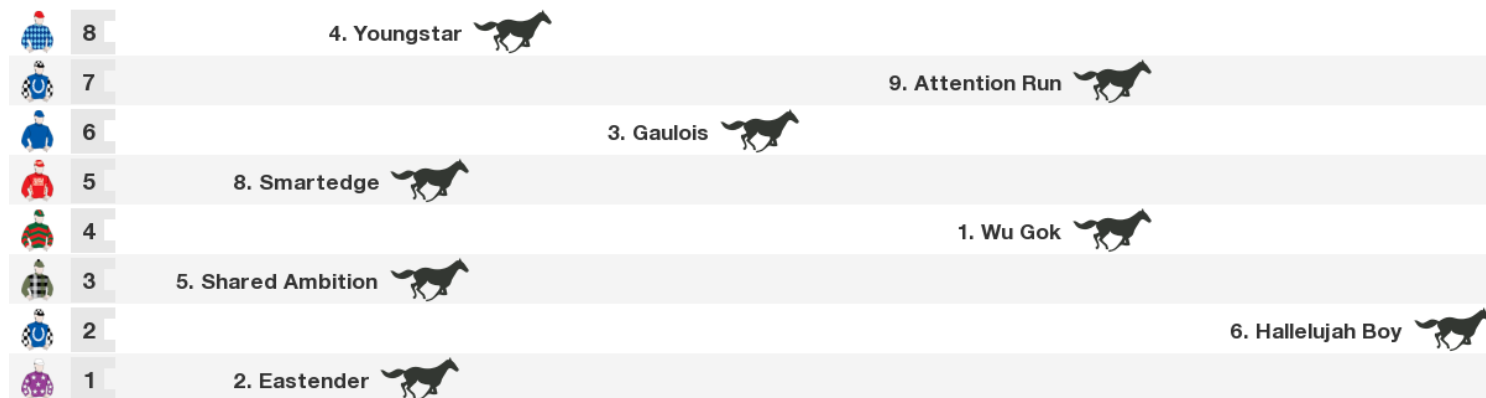 8 4. Youngstar
7 9. Attention Run
6 3. Gaulois
5 8. Smartedge
4 1. Wu Gok
3 5. Shared Ambition
2 6. Hallelujah Boy
1 2. Eastender